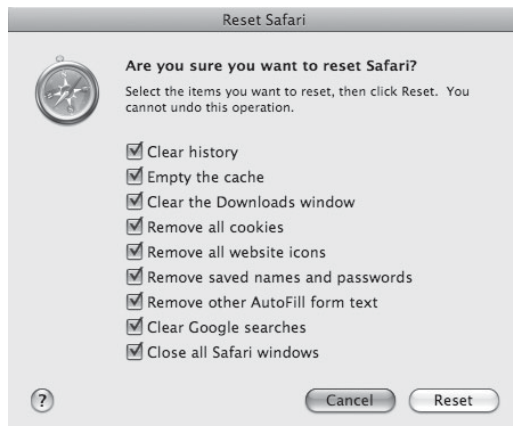 Reset Safari
Are you sure you want to reset Safari?
Select the items you want to reset, then click Reset. You
cannot undo this operation.
Clear history
Empty the cache
Clear the Downloads window
Remove all cookies
Remove all website icons
Remove saved names and passwords
Remove other AutoFill form text
Clear Google searches
Close all Safari windows
? Cancel Reset